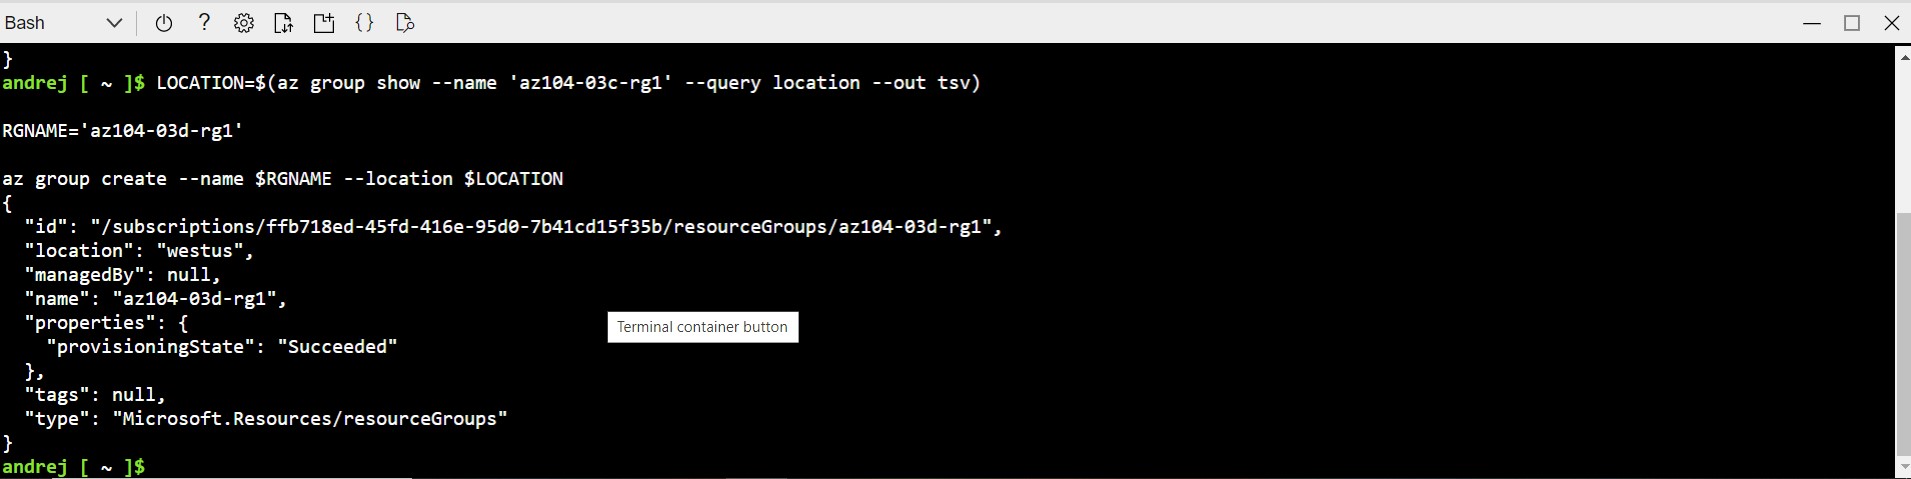 Bash
}
andrej [ ~ ]$ LOCATION=$(az group show --name 'az104-03c-rg1' --query location --out tsv)
RGNAME='az104-03d-rg1'
az group create --name $RGNAME --location $LOCATION
{
  "id": "/subscriptions/ffb718ed-45fd-416e-95d0-7b41cd15f35b/resourceGroups/az104-03d-rg1",
  "location": "westus",
  "managedBy": null,
  "name": "az104-03d-rg1",
  "properties": {
Terminal container button
    "provisioningState": "Succeeded"
  },
  "tags": null,
  "type": "Microsoft.Resources/resourceGroups"
}
andrej [ ~ ]$